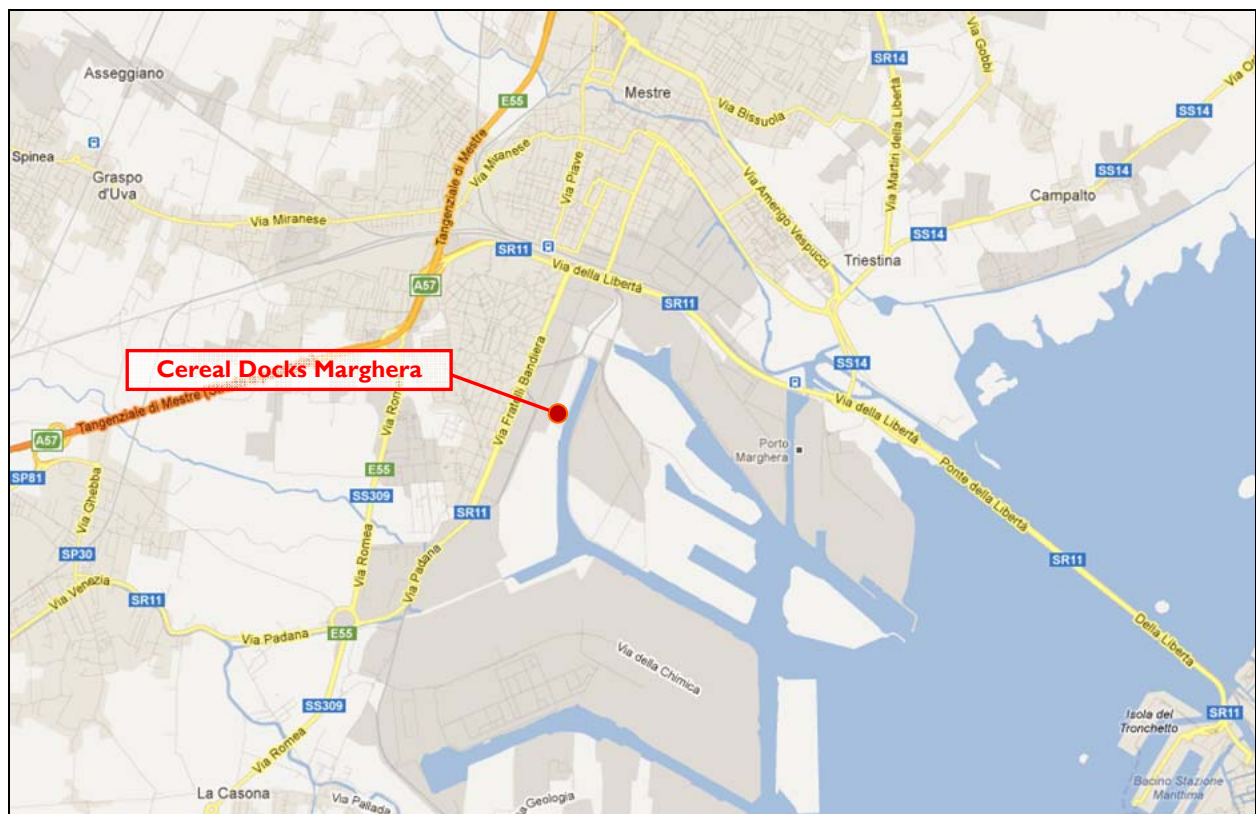 Asseggiano
SR14
Via Gobbi
E55
Mestre
Via Bissuola
SS14
Spinea
Graspo
d'Uva
Via Miranese
Tangenziale di Mestre
Via Piave
Via Martiri della Libertà
SS14
Campalto
Via Miranese
Via Amerigo Vespucci
SS14
SR11
Via della Libertà
Triestina
A57
SR11
Cereal Docks Marghera
SS14
Tangenziale di Mestre
Via Fratelli Bandiera
Via della Libertà
A57
Porto
Marghera
E55
SP81
Ponte della Libertà
Via Ghebba
SS309
SR11
SP30
Via Romea
Via Padana
SR11
Via Venezia
SR11
Via Padana
E55
Della Libertà
Via della Chimica
SS309
Isola del
Tronchetto
SR11
Via Romea
Bacino Stazione
Marittima
La Casona
Via Pallada
Geologia